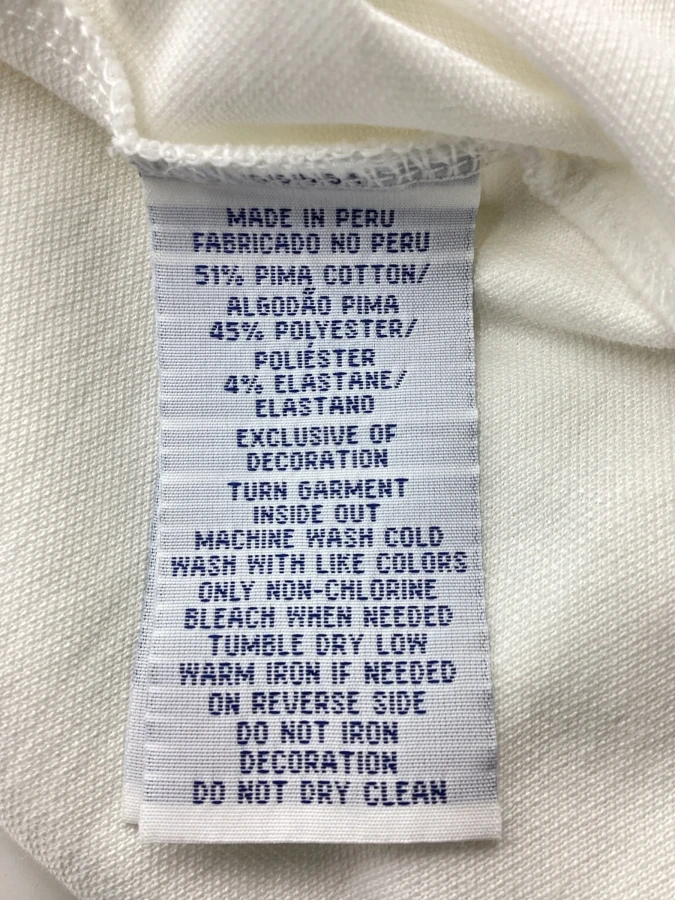 MADE IN PERU
FABRICADO NO PERU
51% PIMA COTTON/
ALGODÃO PIMA
45% POLYESTER/
POLIÉSTER
4% ELASTANE/
ELASTANO
EXCLUSIVE OF
DECORATION
TURN GARMENT
INSIDE OUT
MACHINE WASH COLD
WASH WITH LIKE COLORS
ONLY NON-CHLORINE
BLEACH WHEN NEEDED
TUMBLE DRY LOW
WARM IRON IF NEEDED
ON REVERSE SIDE
DO NOT IRON
DECORATION
DO NOT DRY CLEAN